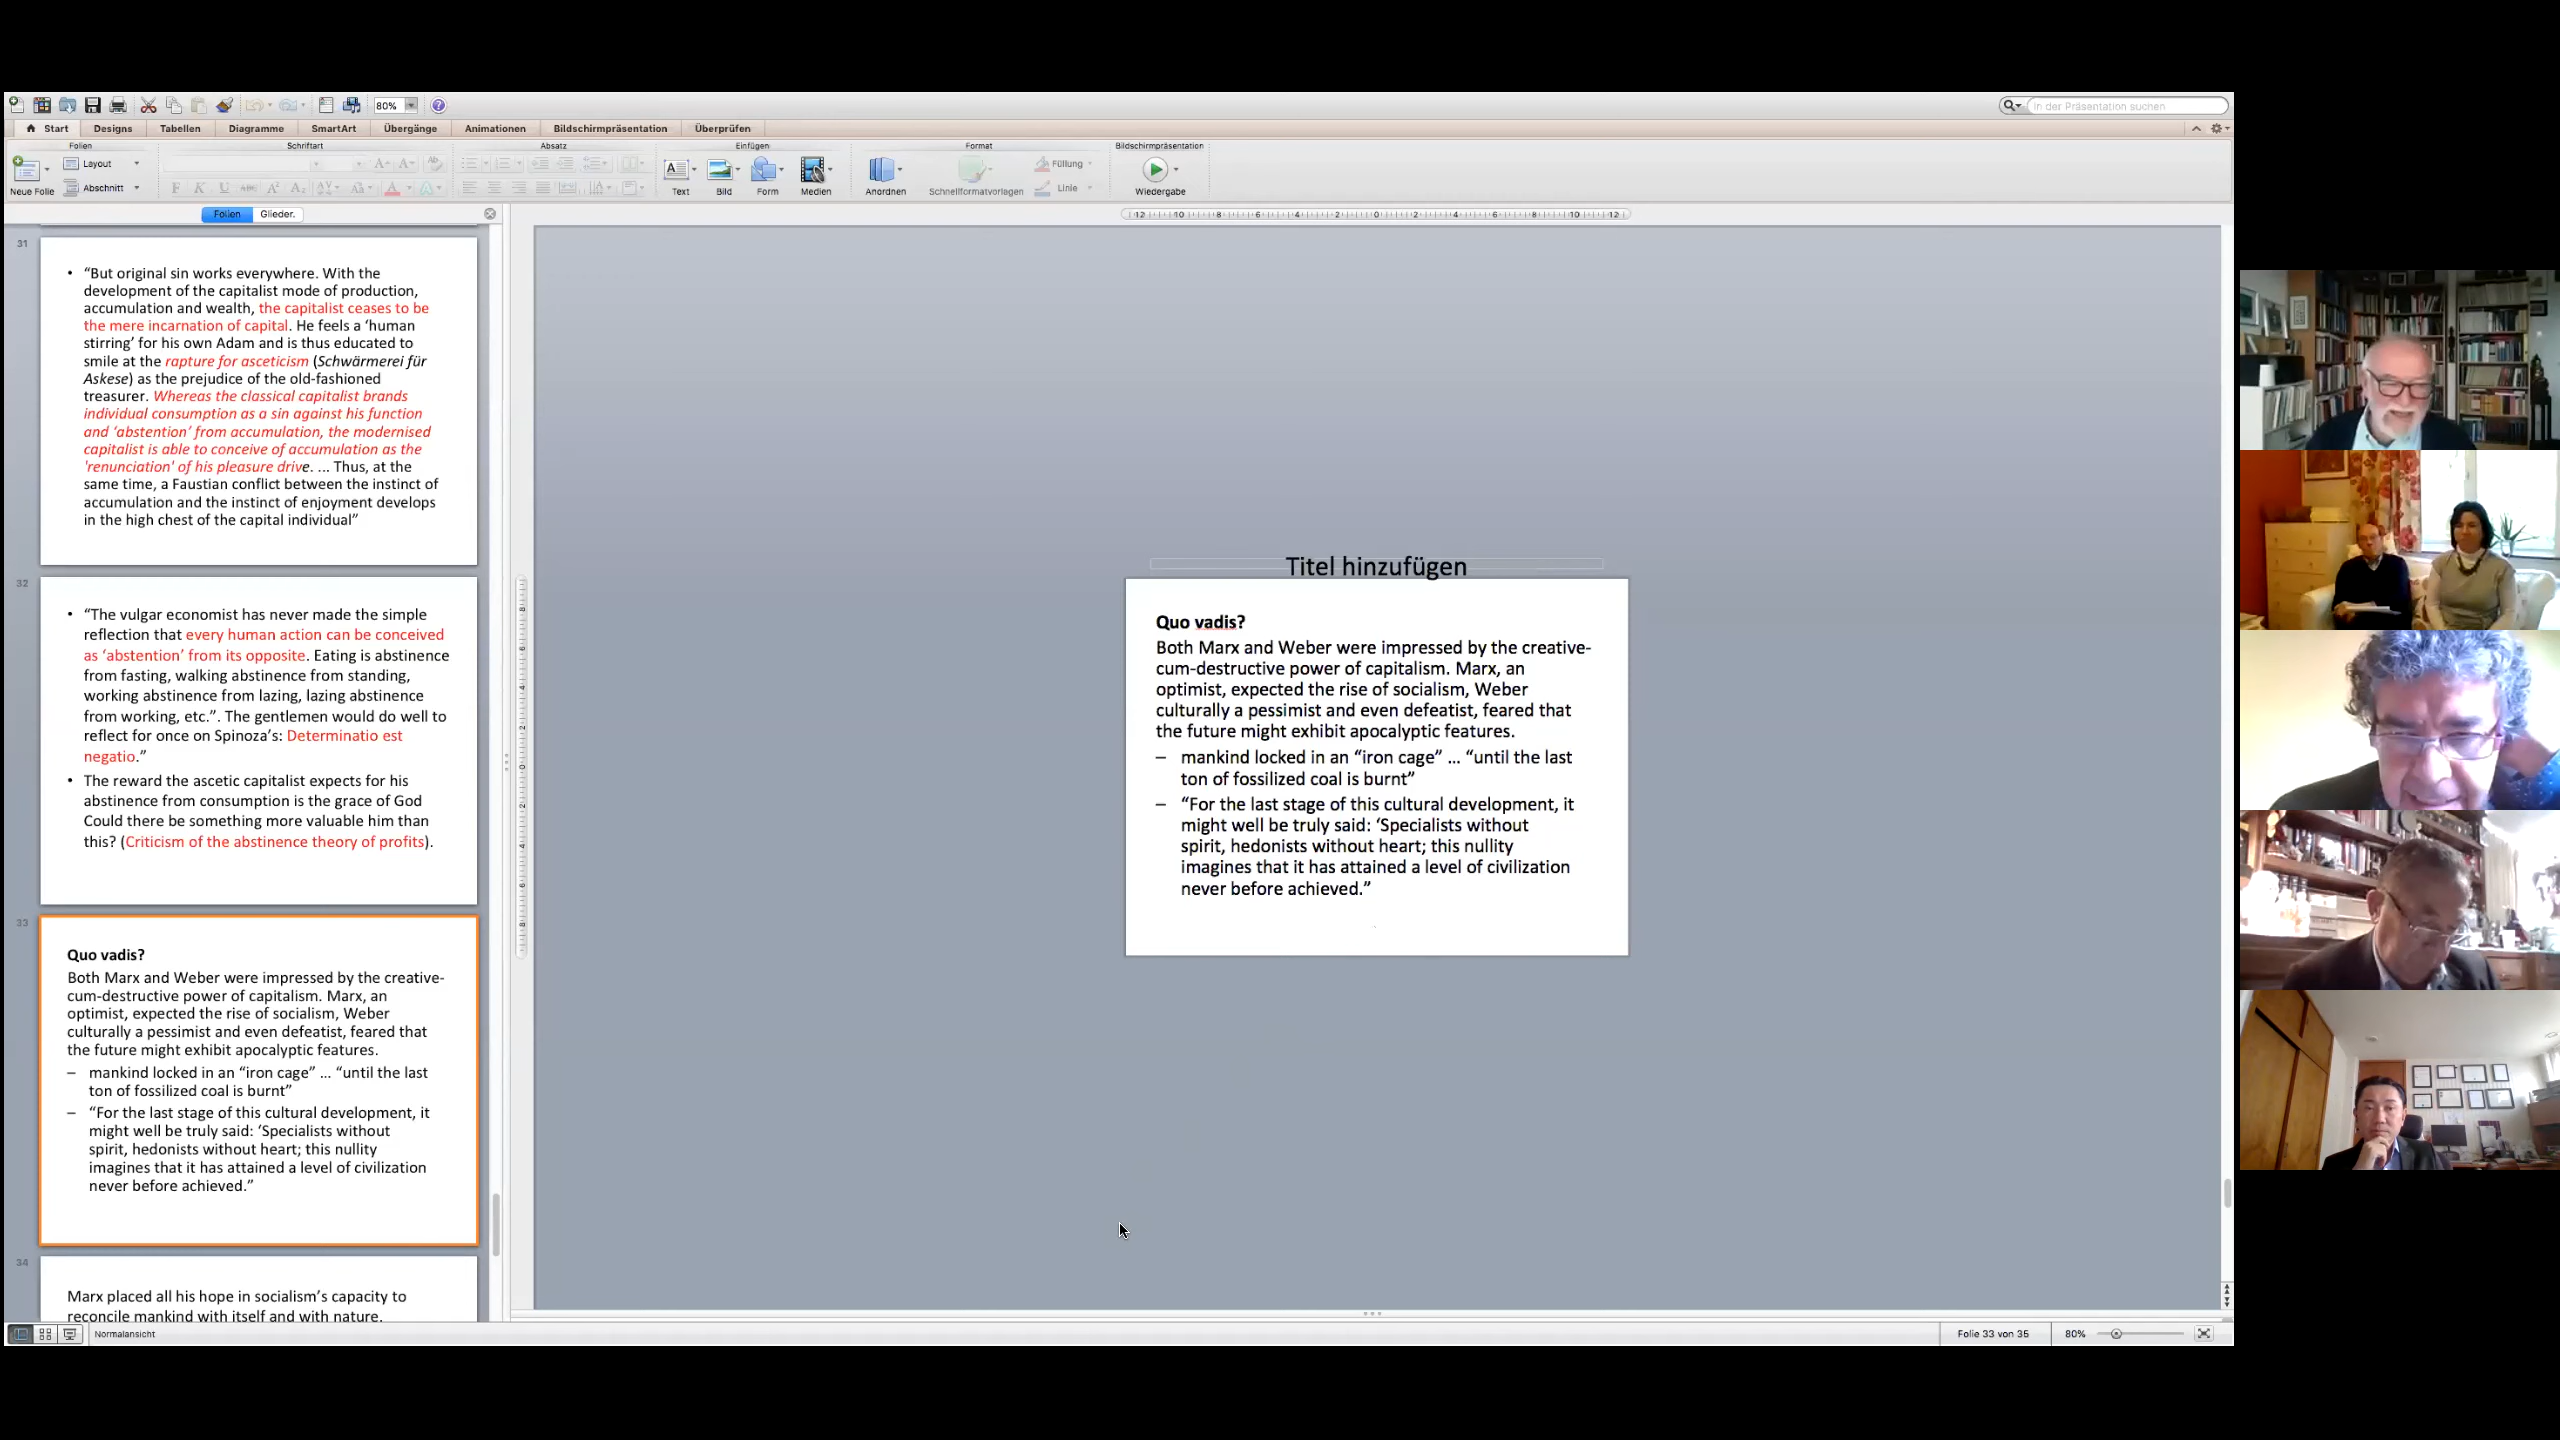 80%
In der Präsentation suchen
Start
Designs
Tabellen
Diagramme
SmartArt
Übergänge
Animationen
Bildschirmpräsentation
Überprüfen
Folien
Schriftart
Absatz
Einfügen
Format
Bildschirmpräsentation
Neue Folie
Layout
Abschnitt
Text
Bild
Form
Medien
Anordnen
Schnellformatvorlagen
Füllung
Linie
Wiedergabe
Folien
Glieder.
31
• “But original sin works everywhere. With the
development of the capitalist mode of production,
accumulation and wealth, the capitalist ceases to be
the mere incarnation of capital. He feels a ‘human
stirring’ for his own Adam and is thus educated to
smile at the rapture for asceticism (Schwärmerei für
Askese) as the prejudice of the old-fashioned
treasurer. Whereas the classical capitalist brands
individual consumption as a sin against his function
and ‘abstention’ from accumulation, the modernised
capitalist is able to conceive of accumulation as the
'renunciation' of his pleasure drive. ... Thus, at the
same time, a Faustian conflict between the instinct of
accumulation and the instinct of enjoyment develops
in the high chest of the capital individual”
32
• “The vulgar economist has never made the simple
reflection that every human action can be conceived
as ‘abstention’ from its opposite. Eating is abstinence
from fasting, walking abstinence from standing,
working abstinence from lazing, lazing abstinence
from working, etc.”. The gentlemen would do well to
reflect for once on Spinoza’s: Determinatio est
negatio.”
• The reward the ascetic capitalist expects for his
abstinence from consumption is the grace of God
Could there be something more valuable him than
this? (Criticism of the abstinence theory of profits).
33
Quo vadis?
Both Marx and Weber were impressed by the creative-
cum-destructive power of capitalism. Marx, an
optimist, expected the rise of socialism, Weber
culturally a pessimist and even defeatist, feared that
the future might exhibit apocalyptic features.
– mankind locked in an “iron cage” ... “until the last
ton of fossilized coal is burnt”
– “For the last stage of this cultural development, it
might well be truly said: ‘Specialists without
spirit, hedonists without heart; this nullity
imagines that it has attained a level of civilization
never before achieved.”
34
Marx placed all his hope in socialism’s capacity to
reconcile mankind with itself and with nature.
Titel hinzufügen
Quo vadis?
Both Marx and Weber were impressed by the creative-
cum-destructive power of capitalism. Marx, an
optimist, expected the rise of socialism, Weber
culturally a pessimist and even defeatist, feared that
the future might exhibit apocalyptic features.
– mankind locked in an “iron cage” ... “until the last
ton of fossilized coal is burnt”
– “For the last stage of this cultural development, it
might well be truly said: ‘Specialists without
spirit, hedonists without heart; this nullity
imagines that it has attained a level of civilization
never before achieved.”
Normalansicht
Folie 33 von 35
80%